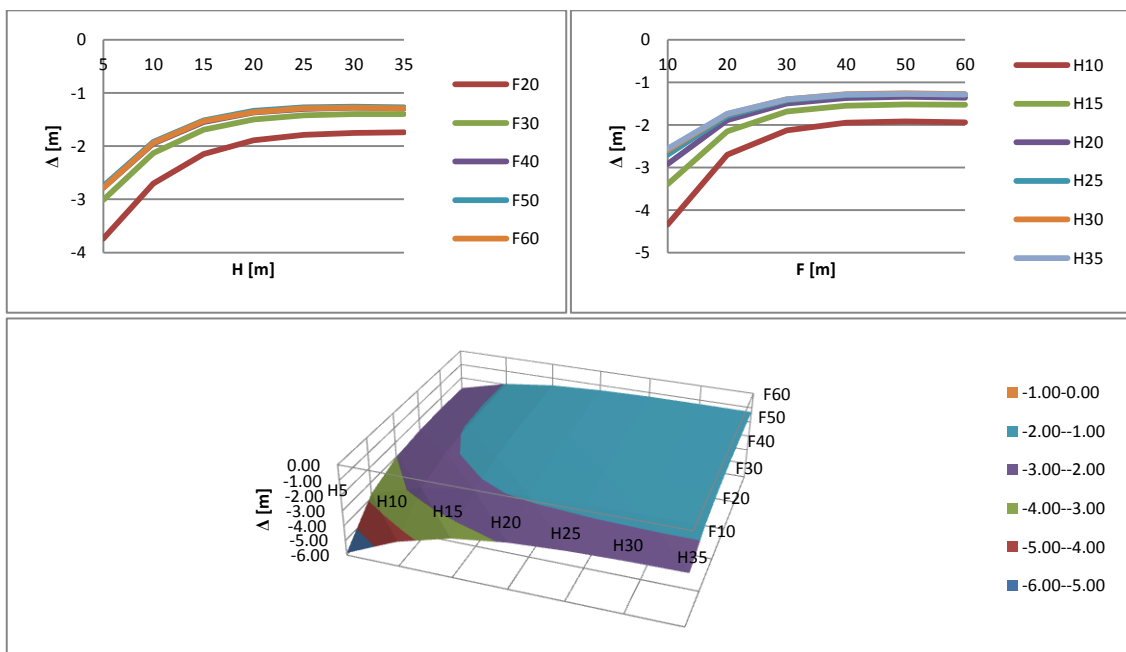 0
5 10 15 20 25 30 35
-1
-2
-3
-4
Δ [m]
H [m]
F20
F30
F40
F50
F60
0
10 20 30 40 50 60
-1
-2
-3
-4
-5
Δ [m]
F [m]
H10
H15
H20
H25
H30
H35
0.00
-1.00
-2.00
-3.00
-4.00
-5.00
-6.00
Δ [m]
H5
H10
H15
H20
H25
H30
H35
F60
F50
F40
F30
F20
F10
-1.00-0.00
-2.00--1.00
-3.00--2.00
-4.00--3.00
-5.00--4.00
-6.00--5.00